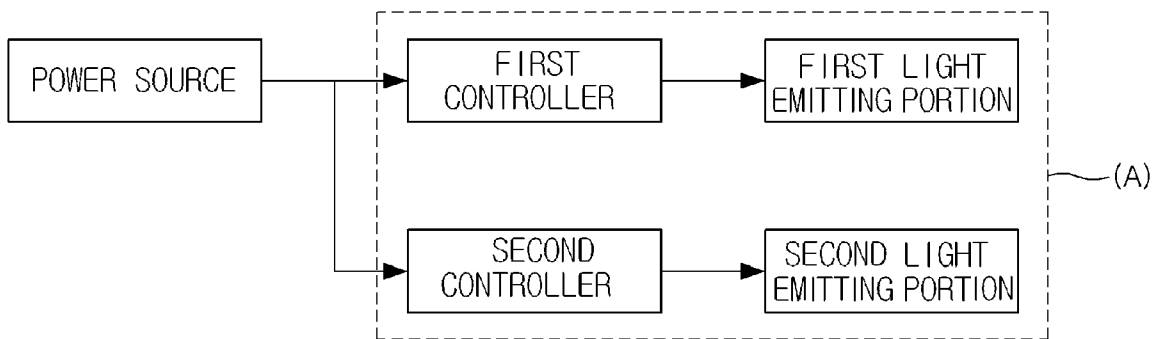 POWER SOURCE
FIRST
CONTROLLER
FIRST LIGHT
EMITTING PORTION
(A)
SECOND
CONTROLLER
SECOND LIGHT
EMITTING PORTION